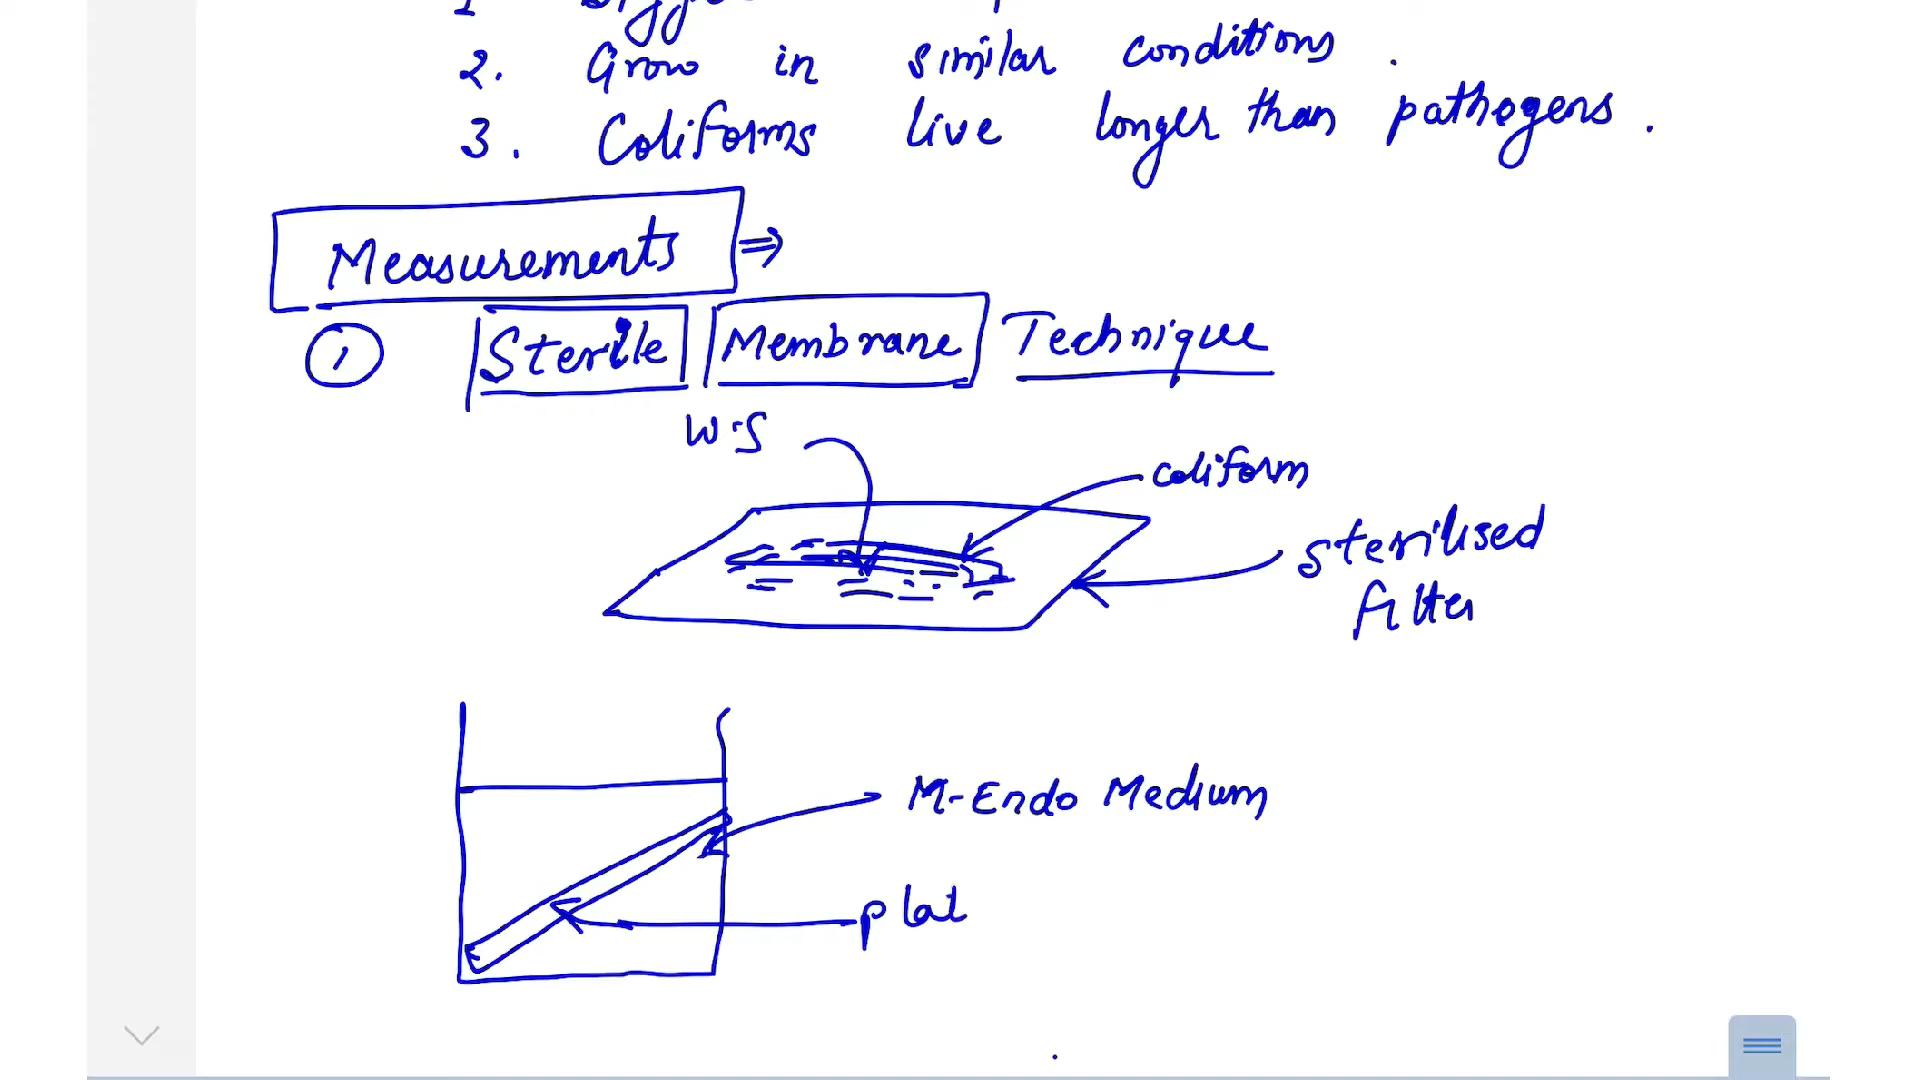 1
2. Grow in similar conditions.
3. Coliforms live longer than pathogens.
Measurements ⇒
1 Sterile Membrane Technique
W.S
coliform
sterilised
filter
M-Endo Medium
plat